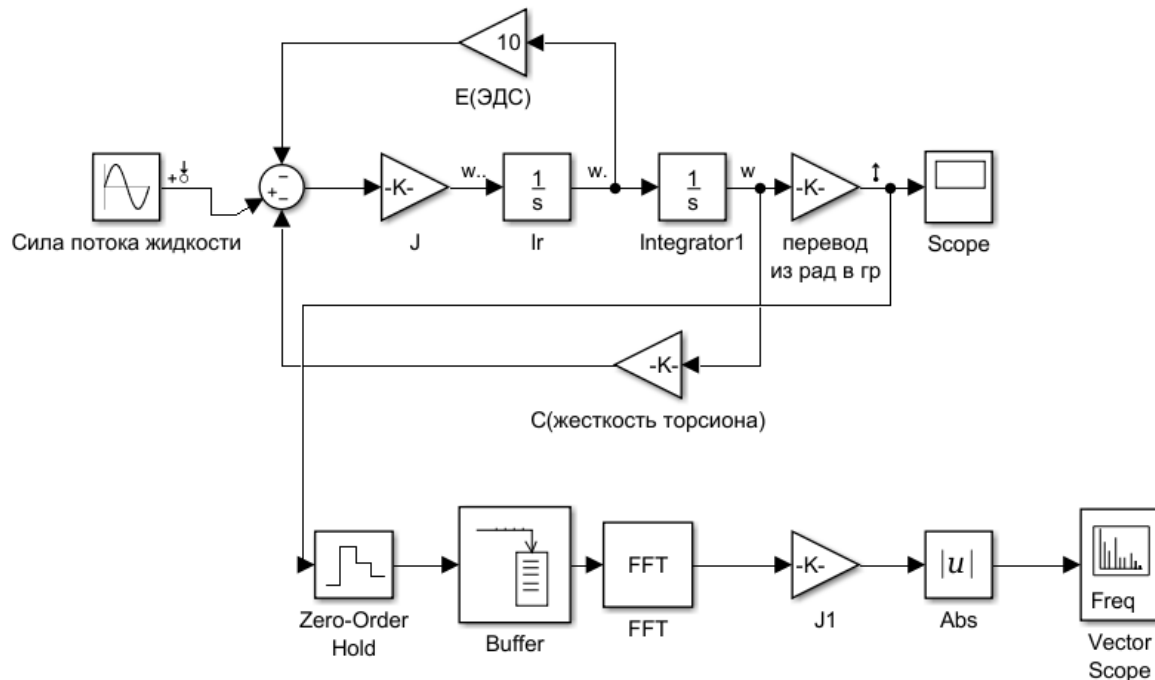 10
E(ЭДС)
+
−
+
−
-K-
w..
1
s
w.
1
s
w
-K-
Сила потока жидкости
J
Ir
Integrator1
перевод
из рад в гр
Scope
-K-
С(жесткость торсиона)
FFT
-K-
|u|
Freq
Zero-Order
Hold
Buffer
FFT
J1
Abs
Vector
Scope